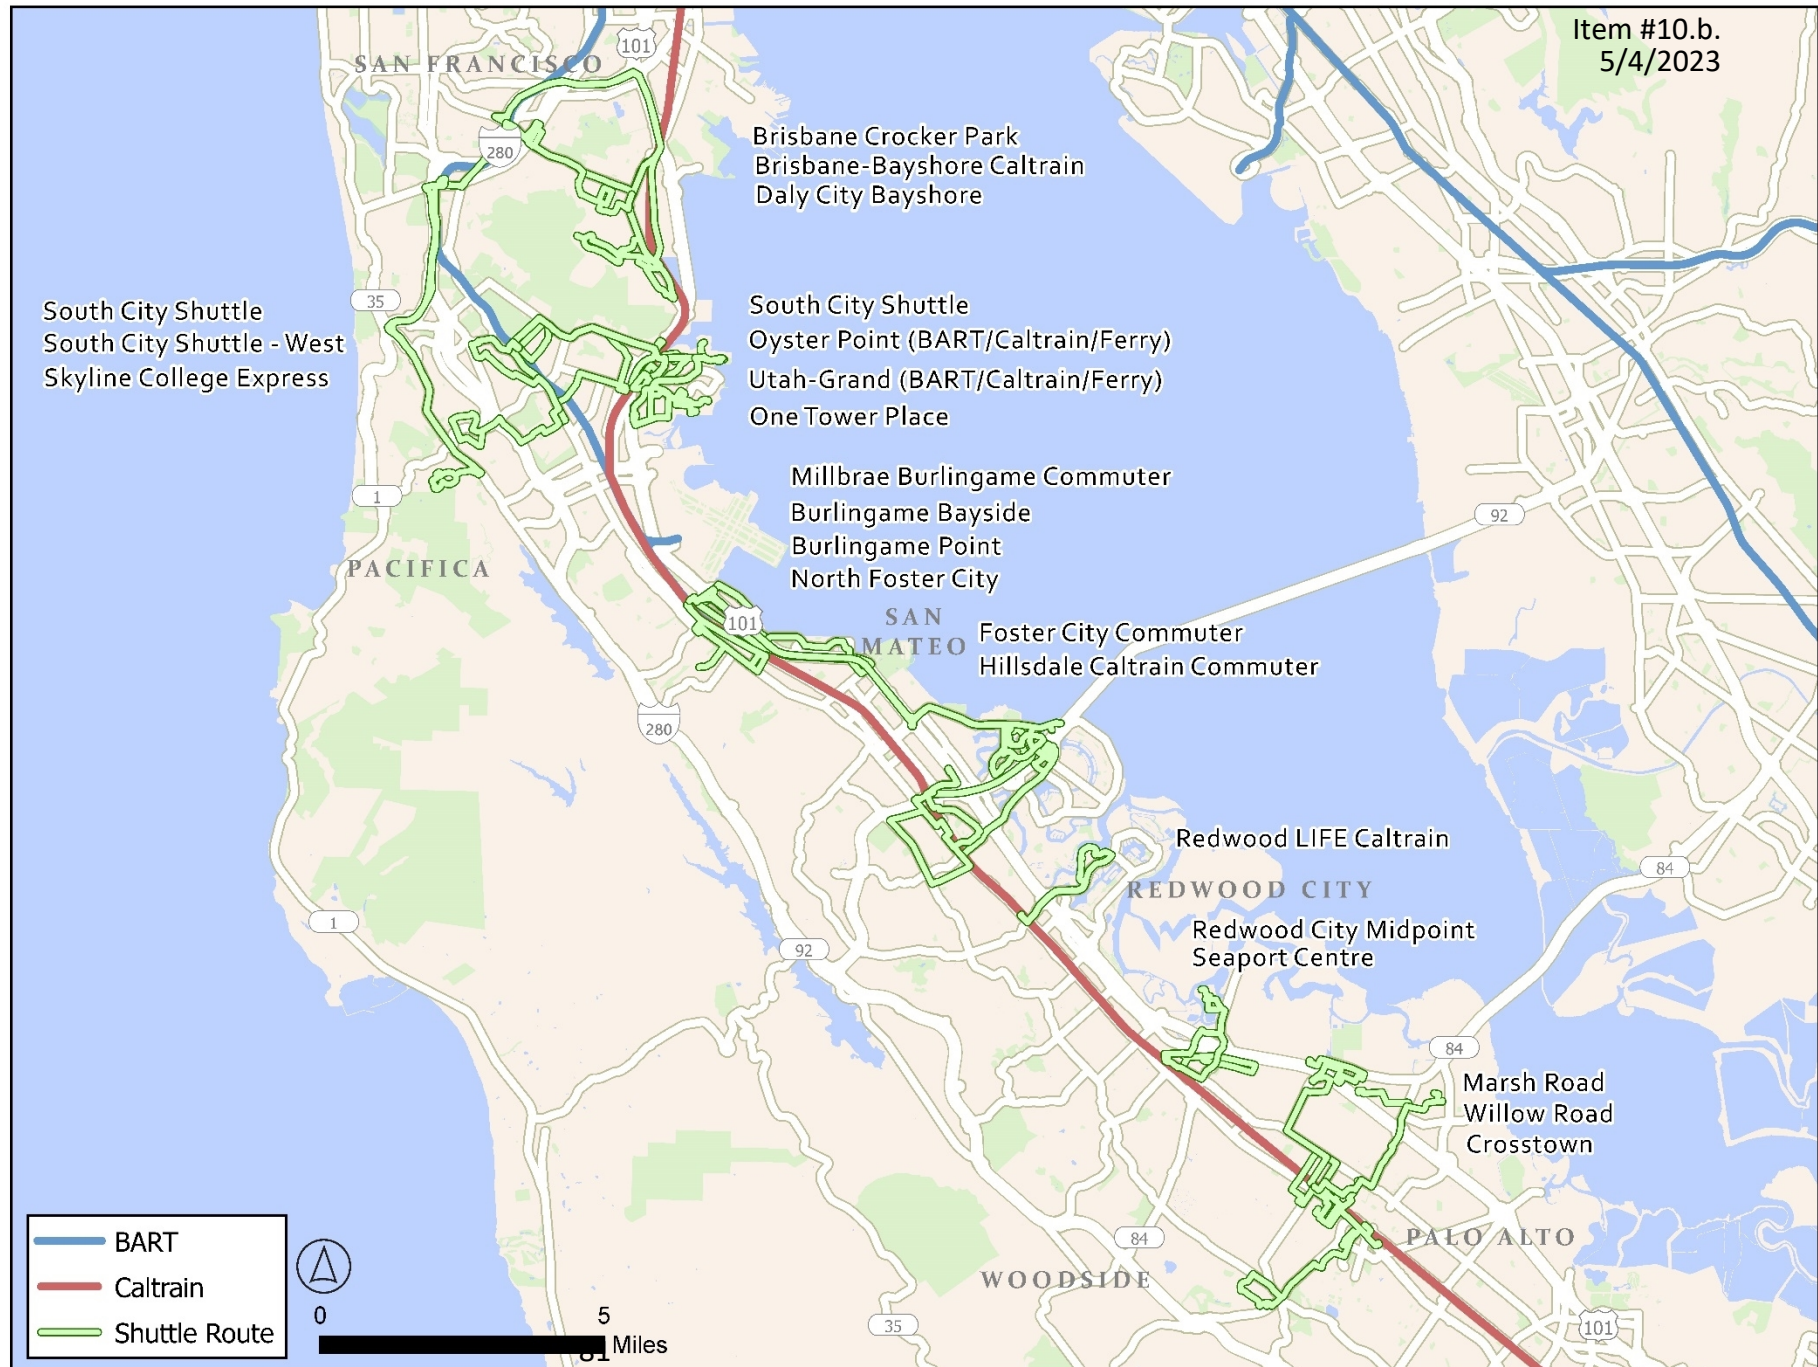 Item #10.b.
5/4/2023
101
SAN FRANCISCO
280
Brisbane Crocker Park
Brisbane-Bayshore Caltrain
Daly City Bayshore
35
South City Shuttle
South City Shuttle - West
Skyline College Express
South City Shuttle
Oyster Point (BART/Caltrain/Ferry)
Utah-Grand (BART/Caltrain/Ferry)
One Tower Place
1
92
Millbrae Burlingame Commuter
Burlingame Bayside
Burlingame Point
North Foster City
PACIFICA
101
SAN
MATEO
Foster City Commuter
Hillsdale Caltrain Commuter
280
Redwood LIFE Caltrain
84
REDWOOD CITY
1
92
Redwood City Midpoint
Seaport Centre
84
Marsh Road
Willow Road
Crosstown
84
PALO ALTO
WOODSIDE
35
101
BART
Caltrain
Shuttle Route
0 5
Miles
81